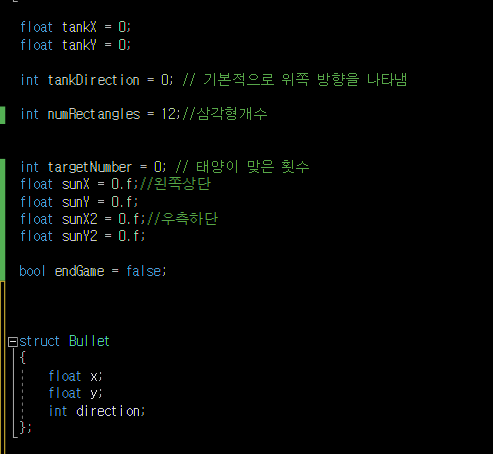 float tankX = 0;
float tankY = 0;
int tankDirection = 0; // 기본적으로 위쪽 방향을 나타냄
int numRectangles = 12;//삼각형개수
int targetNumber = 0; // 태양이 맞은 횟수
float sunX = 0.f;//왼쪽상단
float sunY = 0.f;
float sunX2 = 0.f;//우측하단
float sunY2 = 0.f;
bool endGame = false;
struct Bullet
{
float x;
float y;
int direction;
};